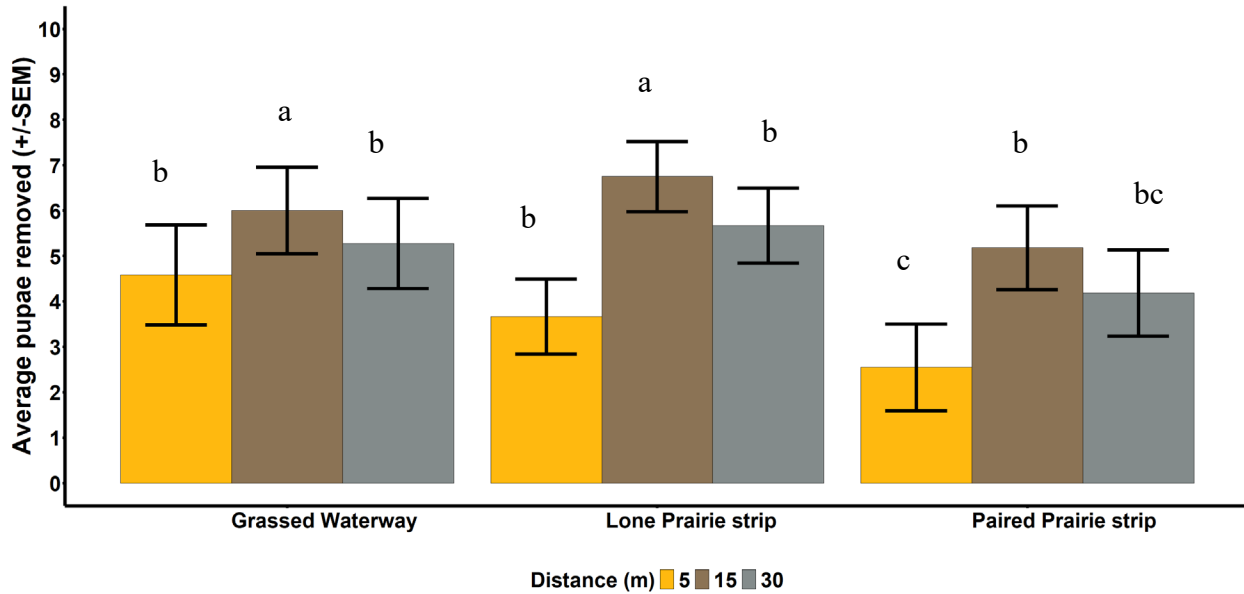 Average pupae removed (+/-SEM)
10
9
8
7
6
5
4
3
2
1
0
b
a
b
b
a
b
c
b
bc
Grassed Waterway
Lone Prairie strip
Paired Prairie strip
Distance (m) 5 15 30